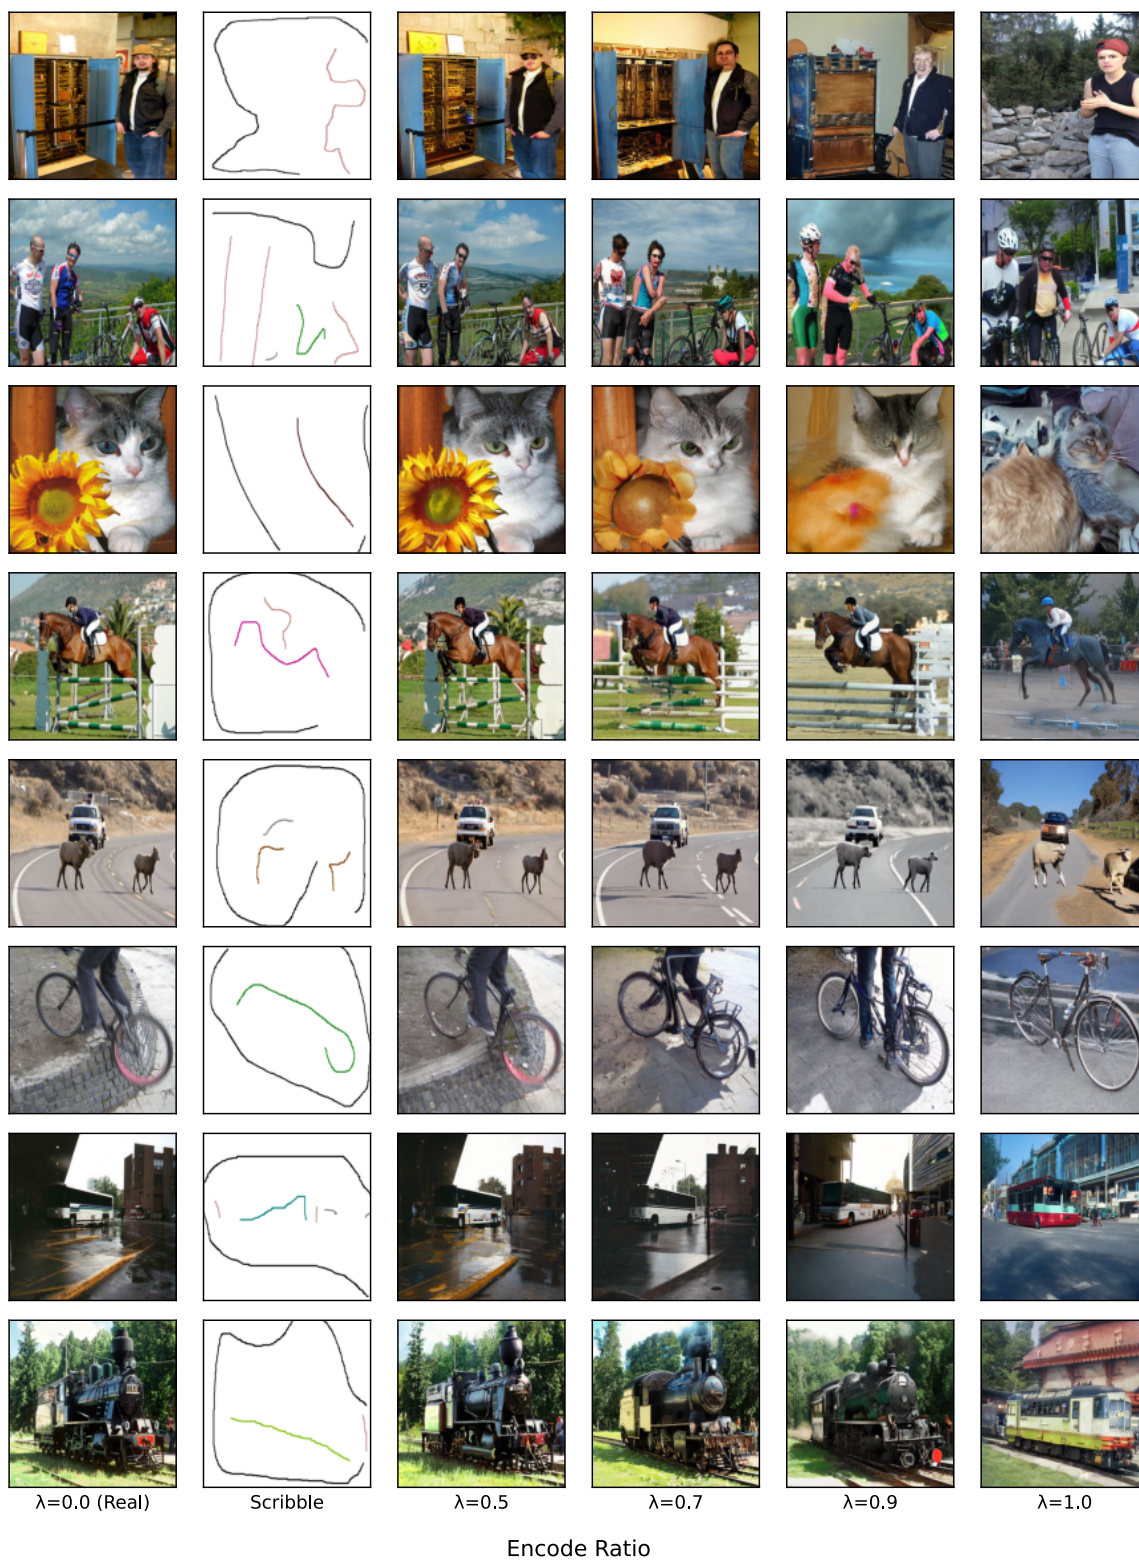 λ=0.0 (Real) Scribble λ=0.5 λ=0.7 λ=0.9 λ=1.0
Encode Ratio